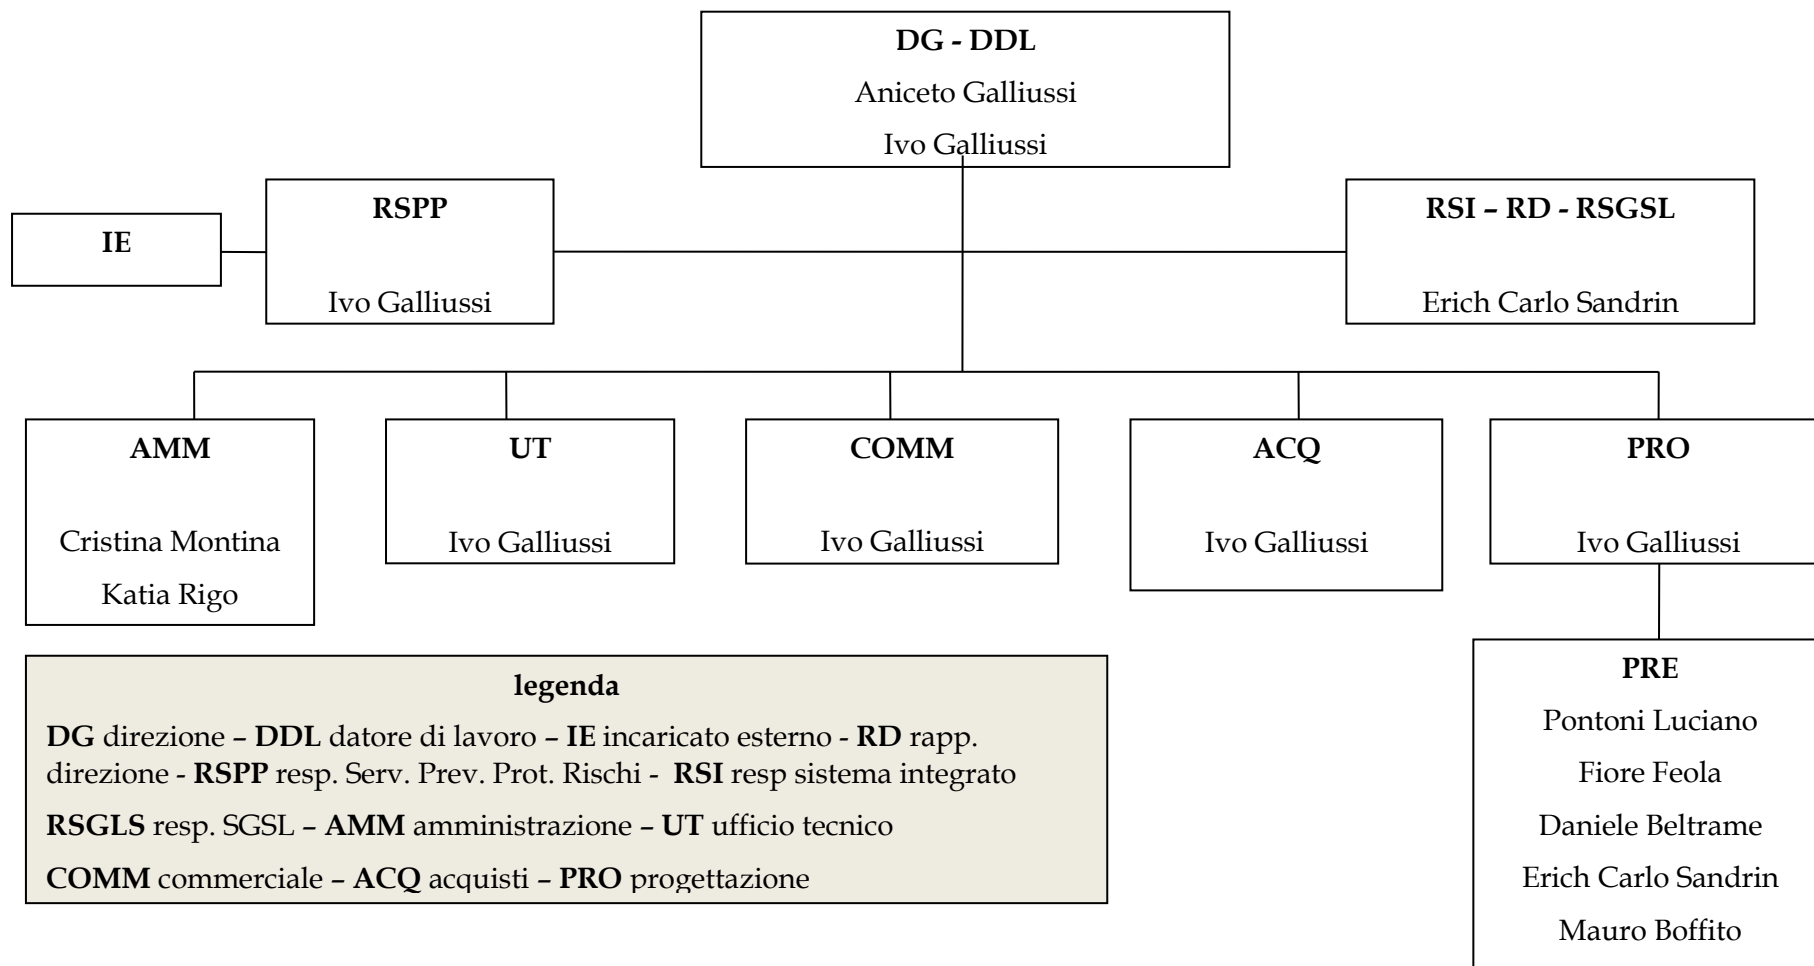 DG - DDL
Aniceto Galliussi
Ivo Galliussi
IE
RSPP
Ivo Galliussi
RSI – RD - RSGSL
Erich Carlo Sandrin
AMM
Cristina Montina
Katia Rigo
UT
Ivo Galliussi
COMM
Ivo Galliussi
ACQ
Ivo Galliussi
PRO
Ivo Galliussi
PRE
Pontoni Luciano
Fiore Feola
Daniele Beltrame
Erich Carlo Sandrin
Mauro Boffito
legenda
DG direzione – DDL datore di lavoro – IE incaricato esterno - RD rapp.
direzione - RSPP resp. Serv. Prev. Prot. Rischi - RSI resp sistema integrato
RSGLS resp. SGSL – AMM amministrazione – UT ufficio tecnico
COMM commerciale – ACQ acquisti – PRO progettazione